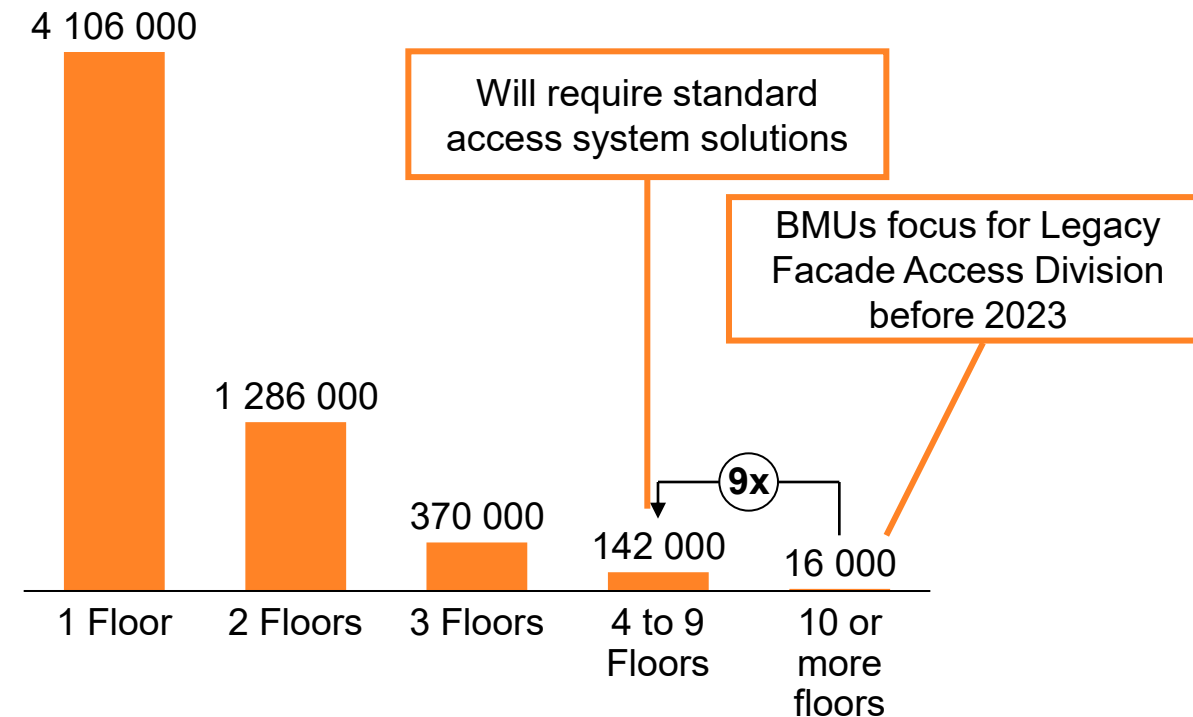 4 106 000
Will require standard
access system solutions
BMUs focus for Legacy
Facade Access Division
before 2023
1 286 000
9x
370 000
142 000
16 000
1 Floor
2 Floors
3 Floors
4 to 9
Floors
10 or
more
floors